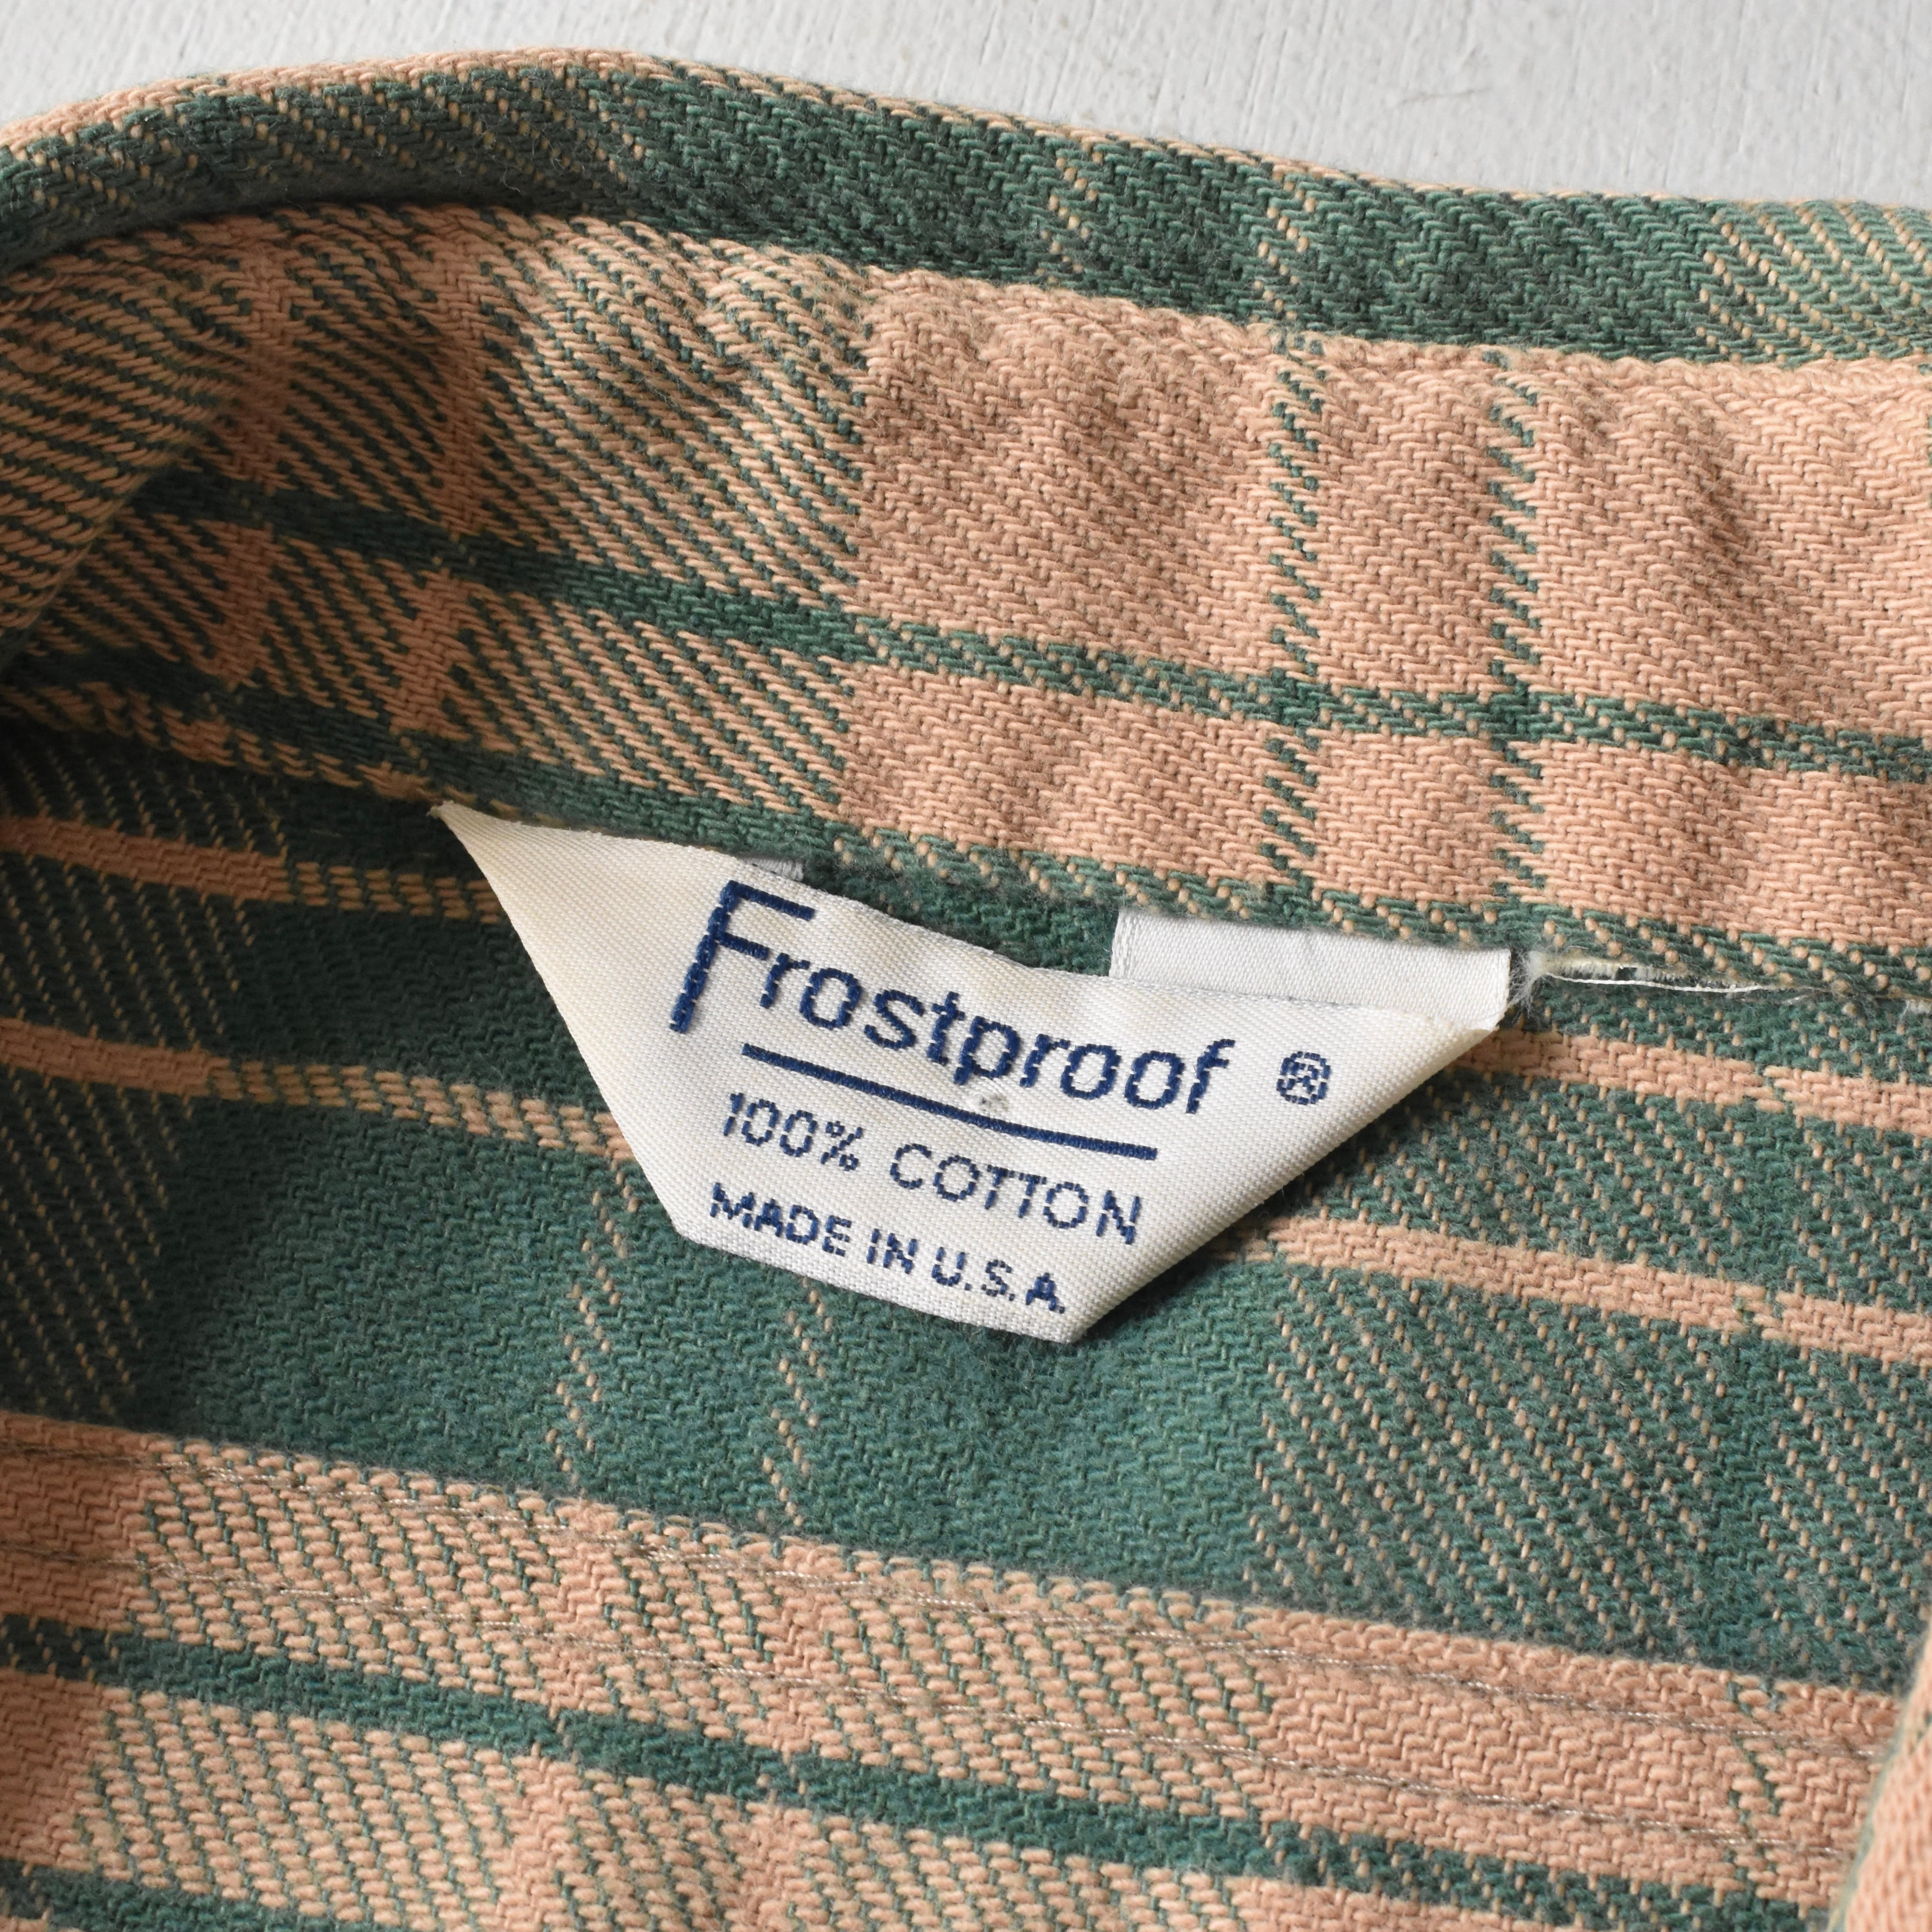 Frostproof ®
100% COTTON
MADE IN U.S.A.